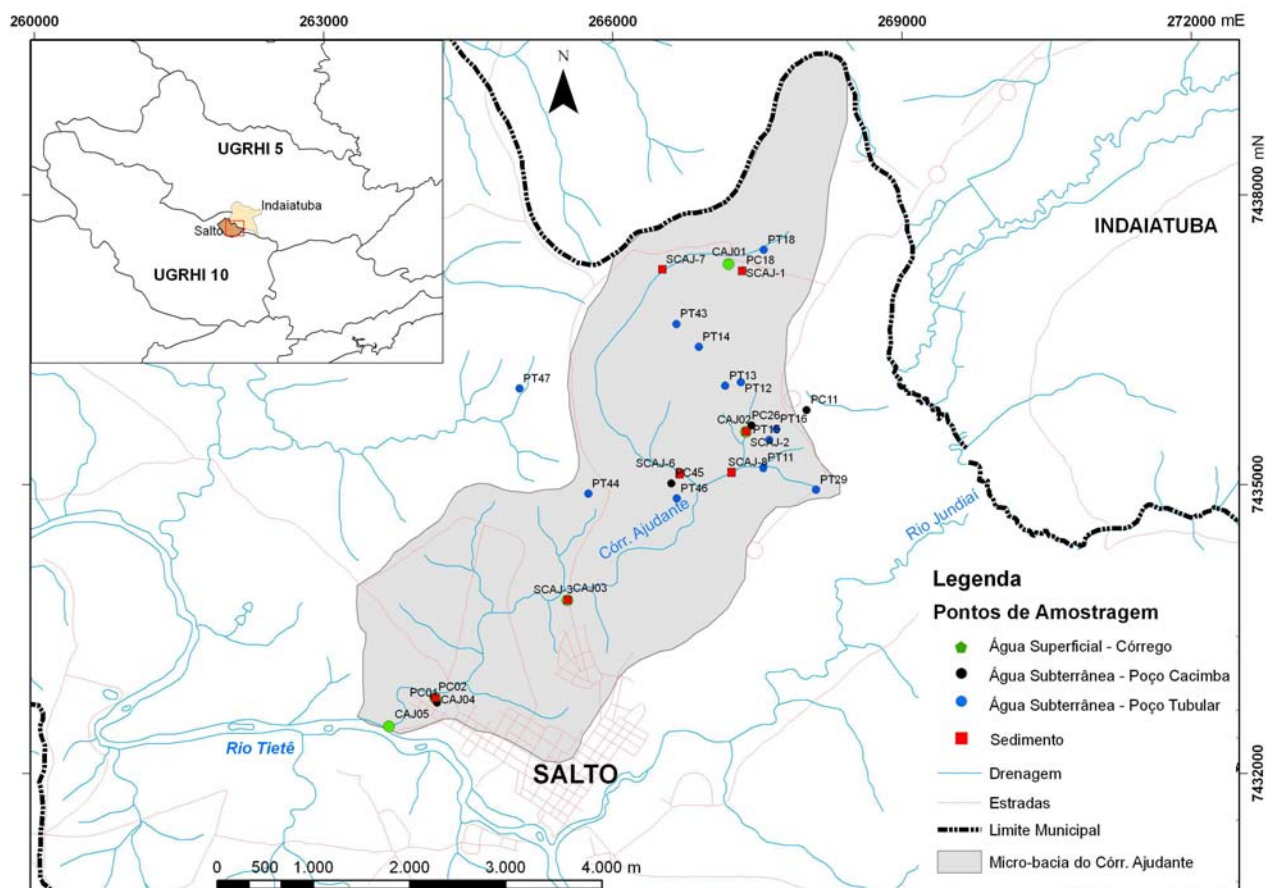 260000
263000
266000
269000
272000 mE
UGRHI 5
Indaiatuba
Salto
UGRHI 10
N
7438000 mN
INDAIATUBA
PT18
CAJ01
SCAJ-7
PC18
SCAJ-1
PT43
PT14
PT47
PT13
PT12
PC11
PC26
CAJ02
PT16
PT15
SCAJ-2
SCAJ-6
PC45
SCAJ-8
PT11
PT44
PT46
PT29
7435000
Córr. Ajudante
Rio Jundiaí
SCAJ-3
CAJ03
PC02
PC01
CAJ04
CAJ05
Rio Tietê
SALTO
7432000
Legenda
Pontos de Amostragem
Água Superficial - Córrego
Água Subterrânea - Poço Cacimba
Água Subterrânea - Poço Tubular
Sedimento
Drenagem
Estradas
Limite Municipal
Micro-bacia do Córr. Ajudante
0 500 1.000 2.000 3.000 4.000 m